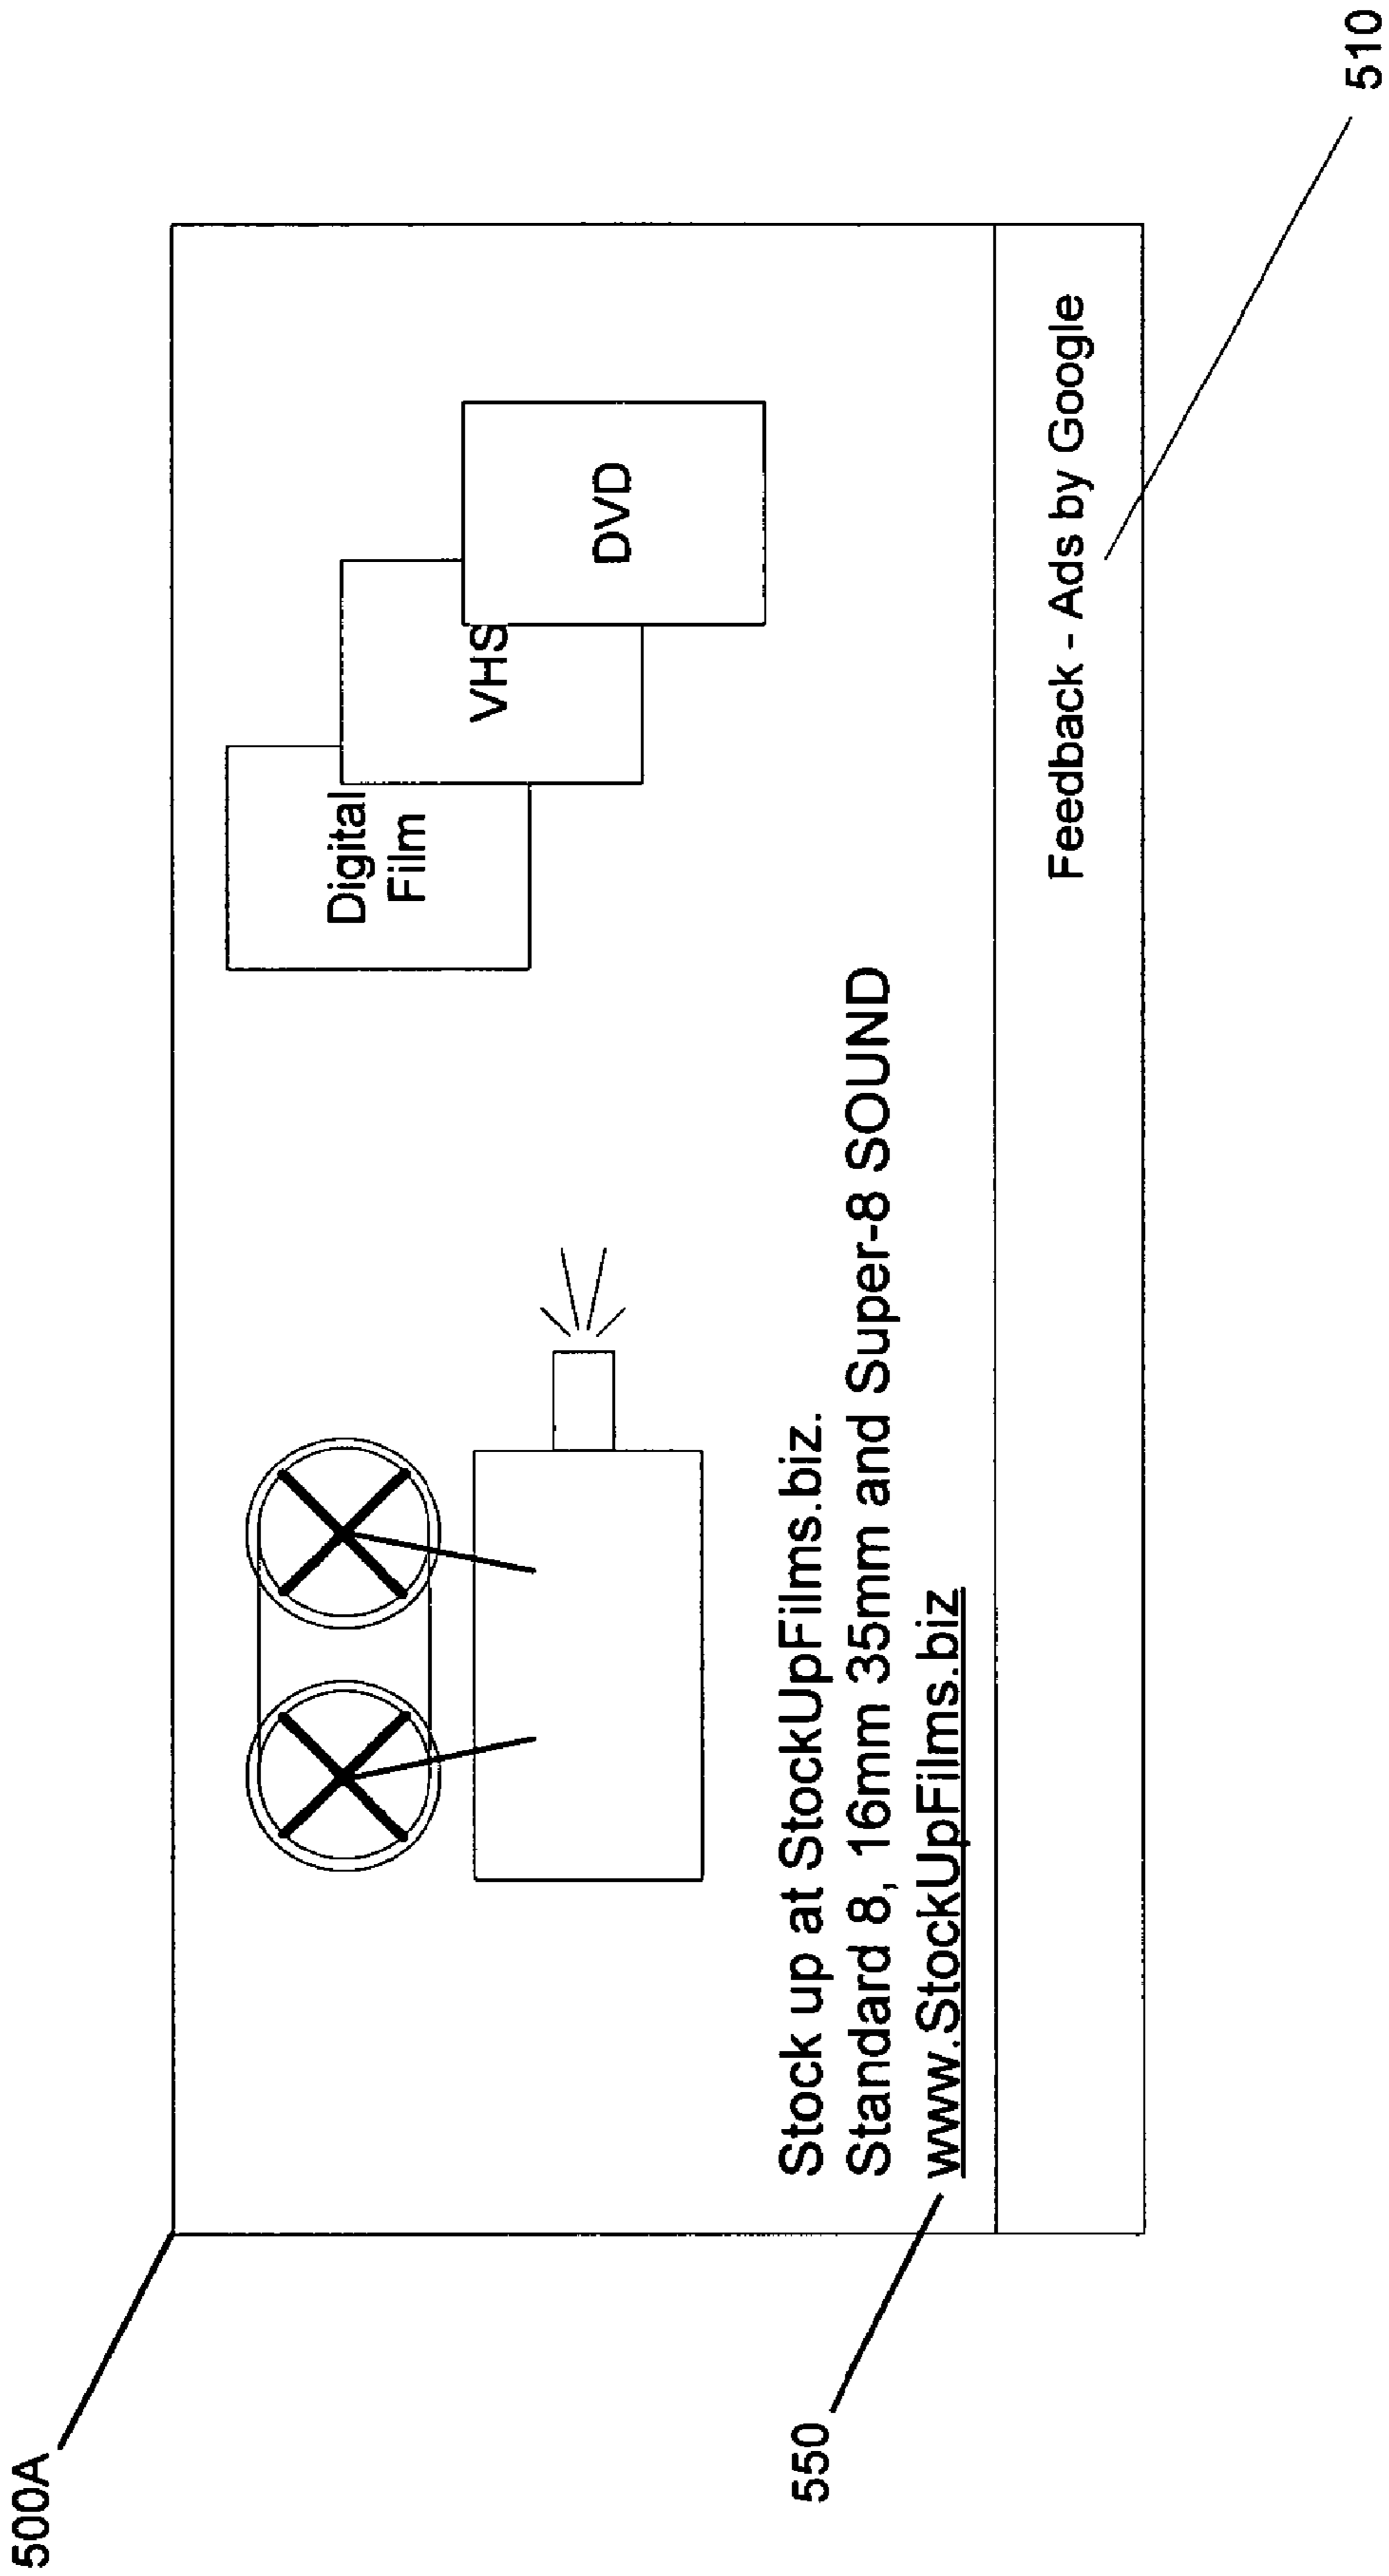 500A
Digital
Film
VHS
DVD
Stock up at StockUpFilms.biz.
Standard 8, 16mm 35mm and Super-8 SOUND
550
www.StockUpFilms.biz
Feedback - Ads by Google
510